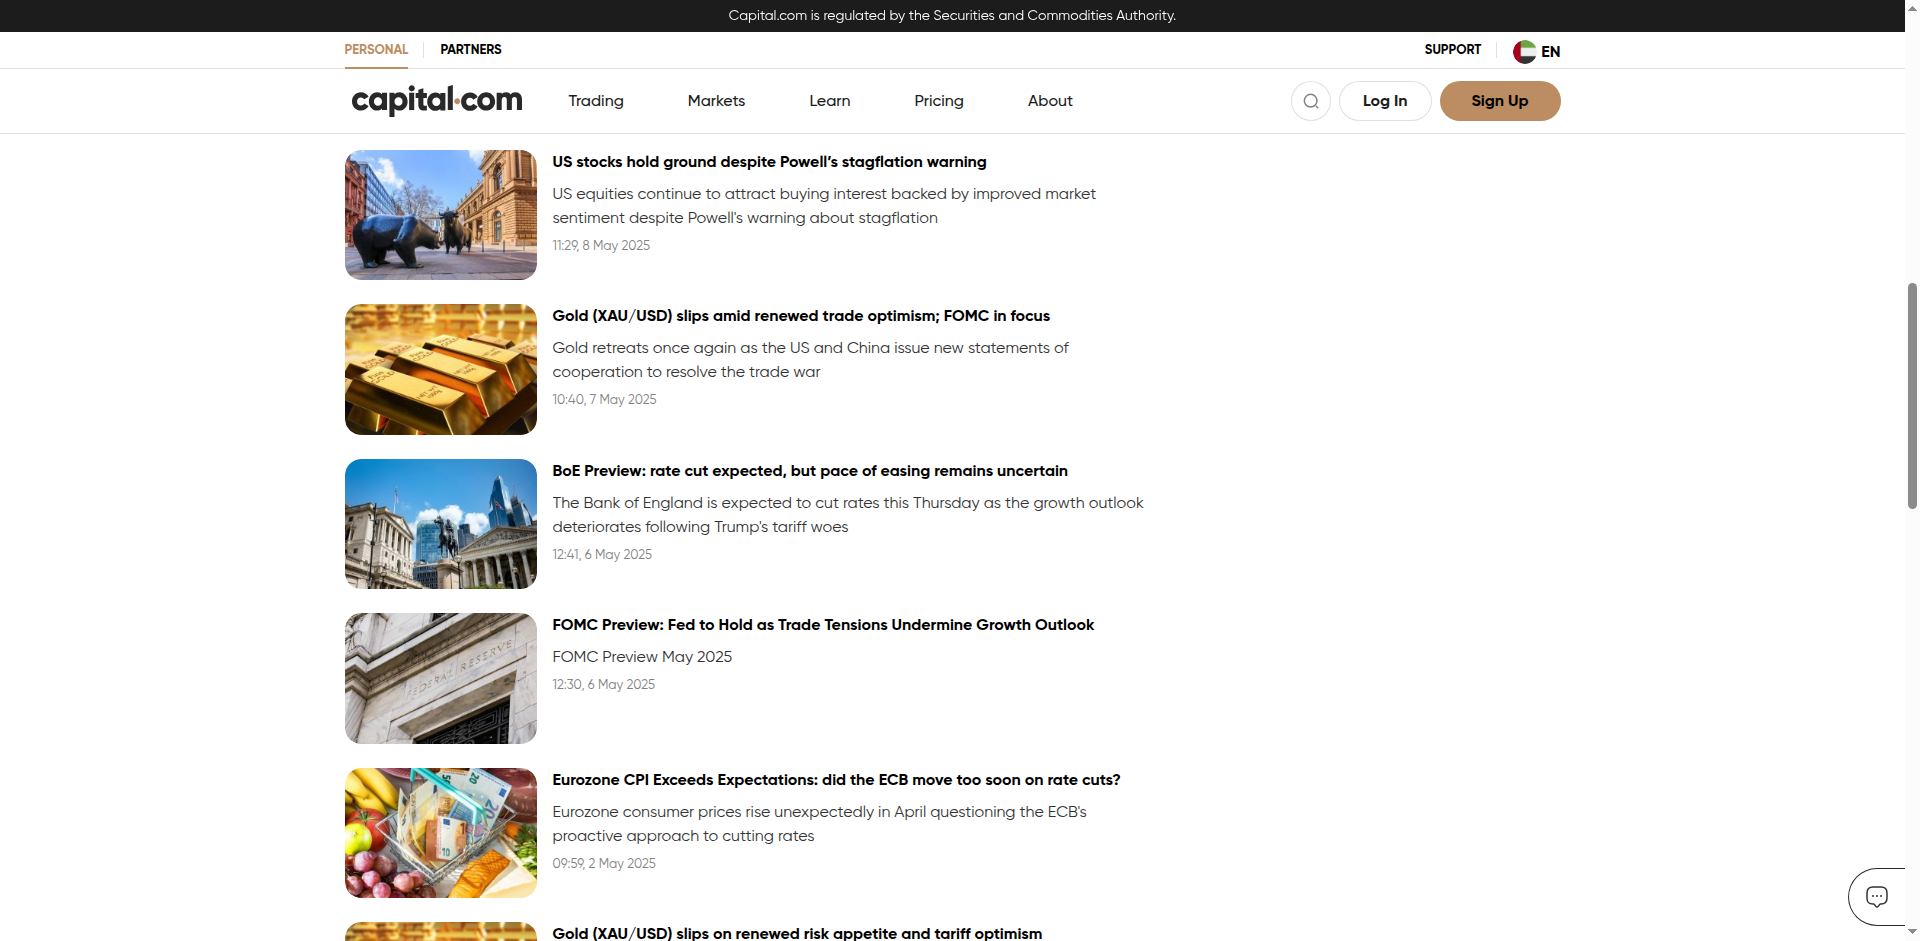 Capital.com is regulated by the Securities and Commodities Authority.
PERSONAL
PARTNERS
SUPPORT
EN
capital.com
Trading
Markets
Learn
Pricing
About
Log In
Sign Up
US stocks hold ground despite Powell’s stagflation warning
US equities continue to attract buying interest backed by improved market
sentiment despite Powell's warning about stagflation
11:29, 8 May 2025
Gold (XAU/USD) slips amid renewed trade optimism; FOMC in focus
Gold retreats once again as the US and China issue new statements of
cooperation to resolve the trade war
10:40, 7 May 2025
BoE Preview: rate cut expected, but pace of easing remains uncertain
The Bank of England is expected to cut rates this Thursday as the growth outlook
deteriorates following Trump's tariff woes
12:41, 6 May 2025
FEDERAL RESERVE
FOMC Preview: Fed to Hold as Trade Tensions Undermine Growth Outlook
FOMC Preview May 2025
12:30, 6 May 2025
Eurozone CPI Exceeds Expectations: did the ECB move too soon on rate cuts?
Eurozone consumer prices rise unexpectedly in April questioning the ECB's
proactive approach to cutting rates
09:59, 2 May 2025
Gold (XAU/USD) slips on renewed risk appetite and tariff optimism